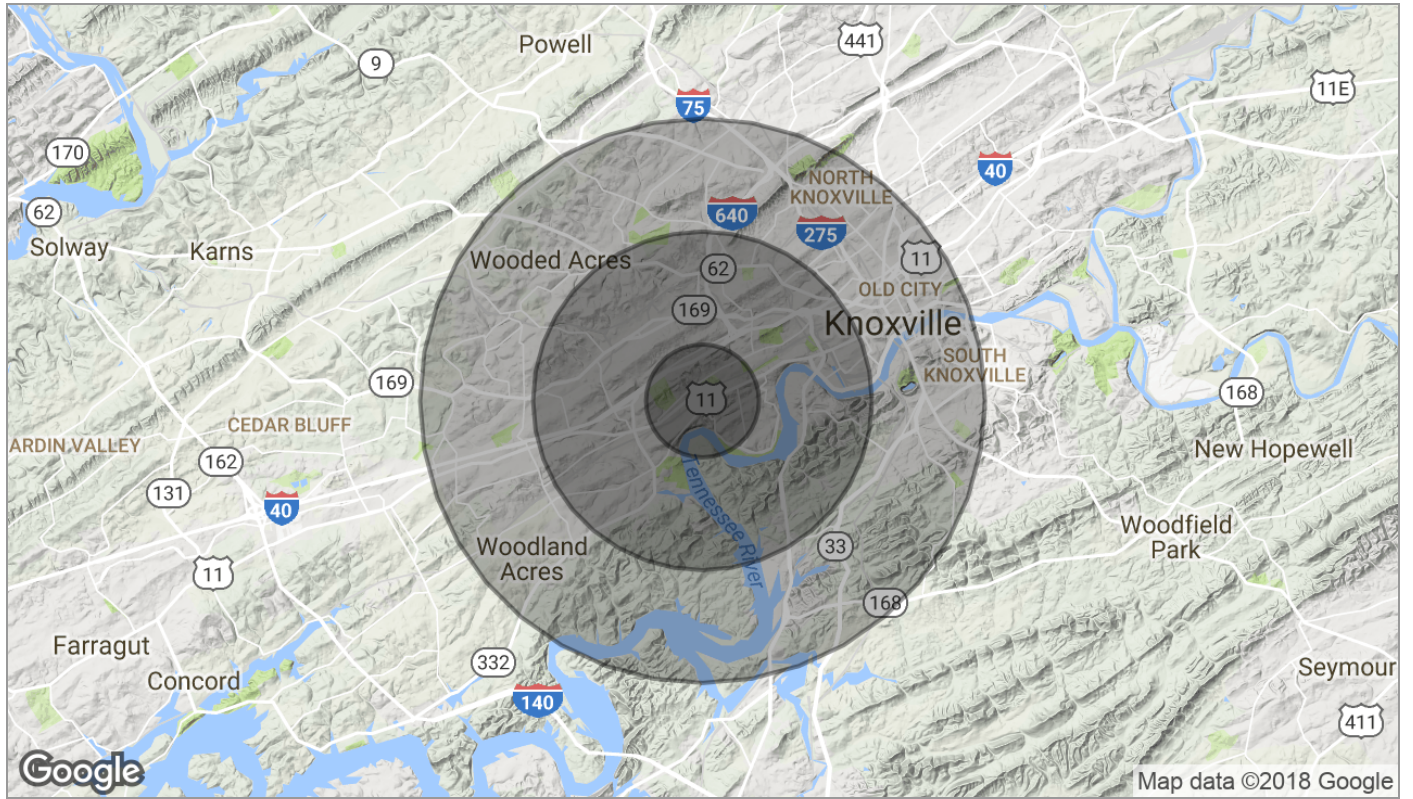 Powell
441
9
11E
75
170
40
NORTH
KNOXVILLE
62
640
275
Solway
Karns
Wooded Acres
11
62
OLD CITY
169
Knoxville
SOUTH
KNOXVILLE
169
11
168
CEDAR BLUFF
ARDIN VALLEY
New Hopewell
162
131
40
Tennessee River
Woodfield
Park
Woodland
Acres
33
11
168
Farragut
332
Seymour
Concord
140
411
Google
Map data ©2018 Google